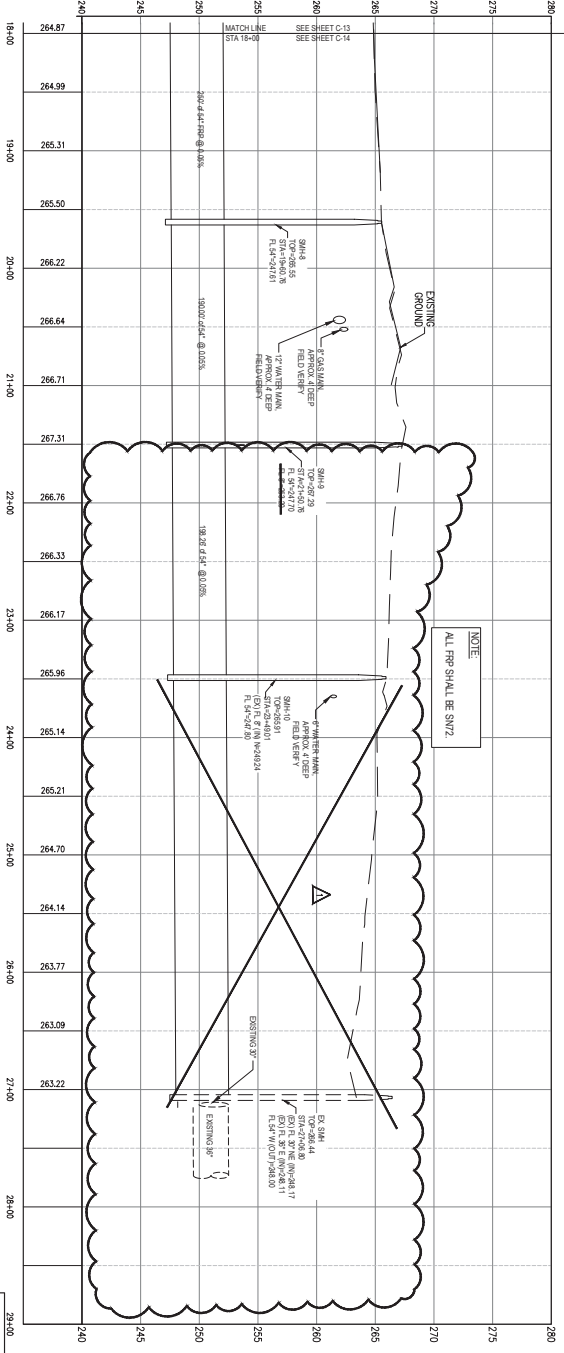 280
275
270
265
260
255
250
245
240
280
275
270
265
260
255
250
245
240
NOTE:
ALL FRP SHALL BE SN72.
EXISTING
GROUND
MATCH LINE SEE SHEET C-13
STA 18+00 SEE SHEET C-14
8" GAS MAIN,
APPROX. 4' DEEP
FIELD VERIFY
12" WATER MAIN,
APPROX. 4' DEEP
FIELD VERIFY
6" WATER MAIN,
APPROX. 4' DEEP
FIELD VERIFY
1
SMH-8
TOP=265.55
STA=19+60.76
FL 54"=247.61
SMH-9
TOP=267.29
STA=21+50.76
FL 54"=247.70
SMH-10
TOP=265.91
STA=23+49.01
(EX) FL 8" (IN) N=249.24
FL 54"=247.80
EX. SMH
TOP=266.44
STA=27+06.80
(EX) FL 30" NE (IN)=248.17
(EX) FL 36" E (IN)=248.11
FL 54" W (OUT)=248.00
EXISTING 30"
EXISTING 36"
250' of 54" FRP @ 0.05%
190.00' of 54" @ 0.05%
198.26' of 54" @ 0.05%
264.87
264.99
265.31
265.50
266.22
266.64
266.71
267.31
266.76
266.33
266.17
265.96
265.14
265.21
264.70
264.14
263.77
263.09
263.22
18+00
19+00
20+00
21+00
22+00
23+00
24+00
25+00
26+00
27+00
28+00
29+00